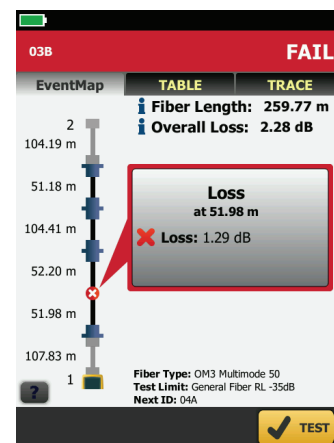 03B
FAIL
EventMap
TABLE
TRACE
Fiber Length: 259.77 m
Overall Loss: 2.28 dB
2
104.19 m
51.18 m
104.41 m
52.20 m
51.98 m
107.83 m
1
Loss
at 51.98 m
Loss: 1.29 dB
Fiber Type: OM3 Multimode 50
Test Limit: General Fiber RL -35dB
Next ID: 04A
?
TEST